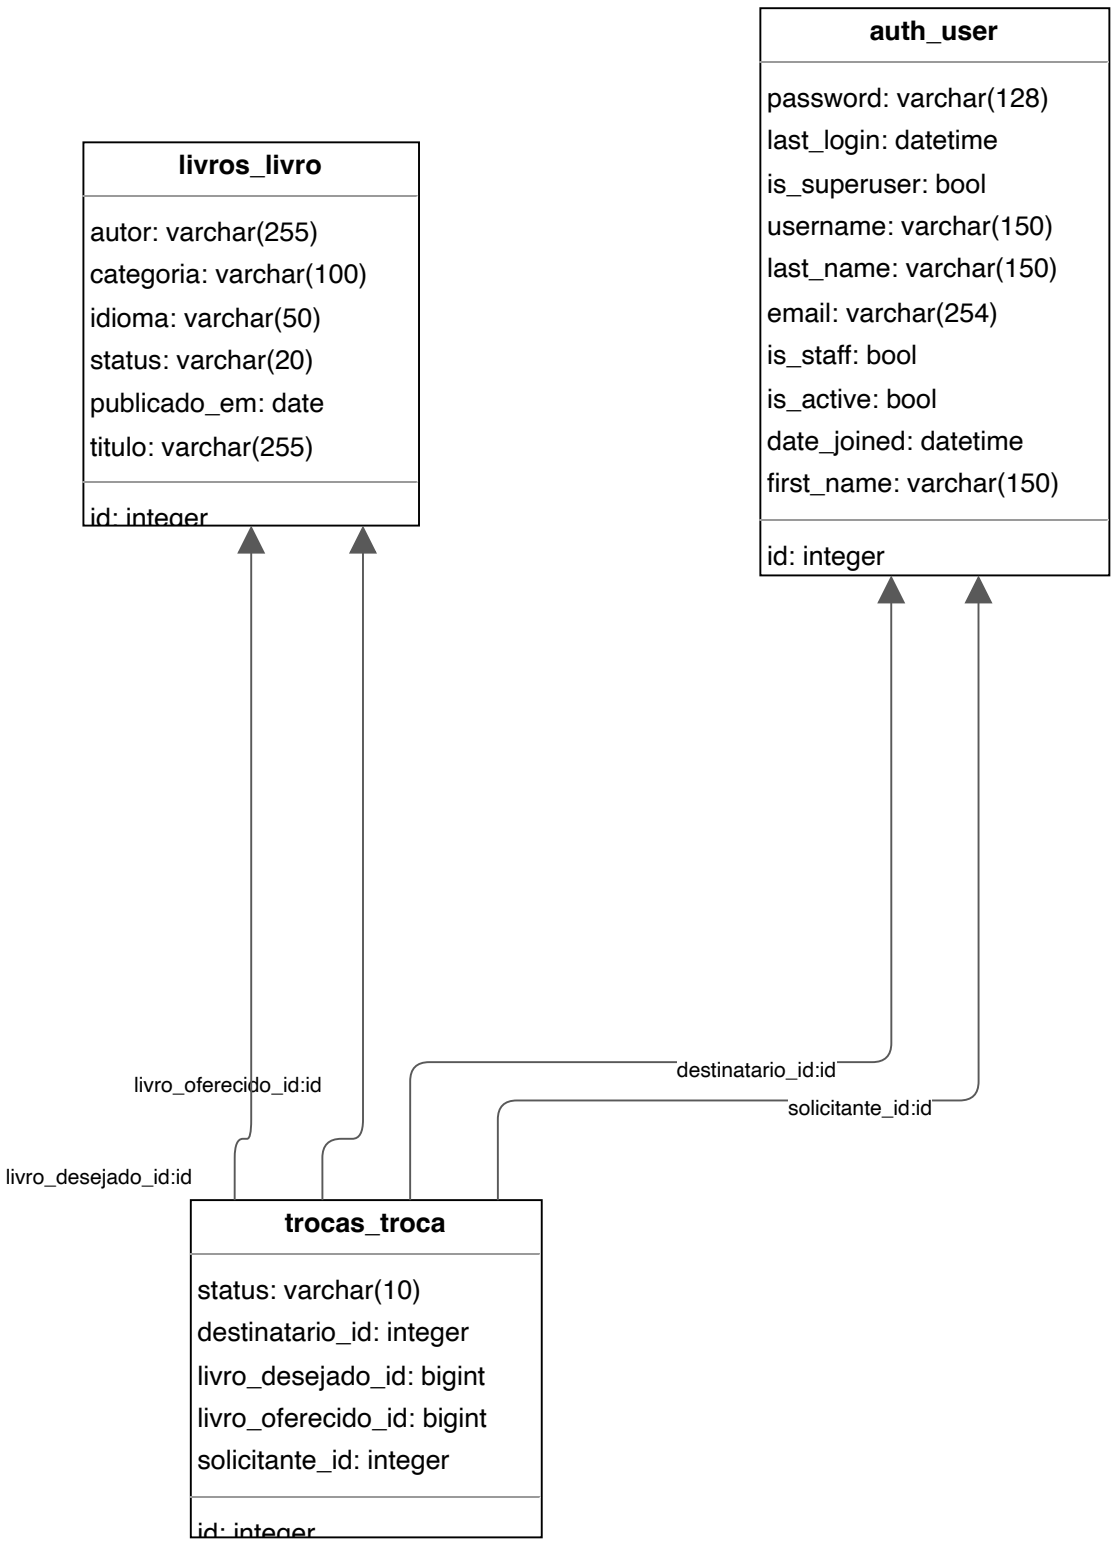 auth_user
password: varchar(128)
last_login: datetime
is_superuser: bool
username: varchar(150)
last_name: varchar(150)
email: varchar(254)
is_staff: bool
is_active: bool
date_joined: datetime
first_name: varchar(150)
id: integer
livros_livro
autor: varchar(255)
categoria: varchar(100)
idioma: varchar(50)
status: varchar(20)
publicado_em: date
titulo: varchar(255)
id: integer
destinatario_id:id
livro_oferecido_id:id
solicitante_id:id
livro_desejado_id:id
trocas_troca
status: varchar(10)
destinatario_id: integer
livro_desejado_id: bigint
livro_oferecido_id: bigint
solicitante_id: integer
id: integer